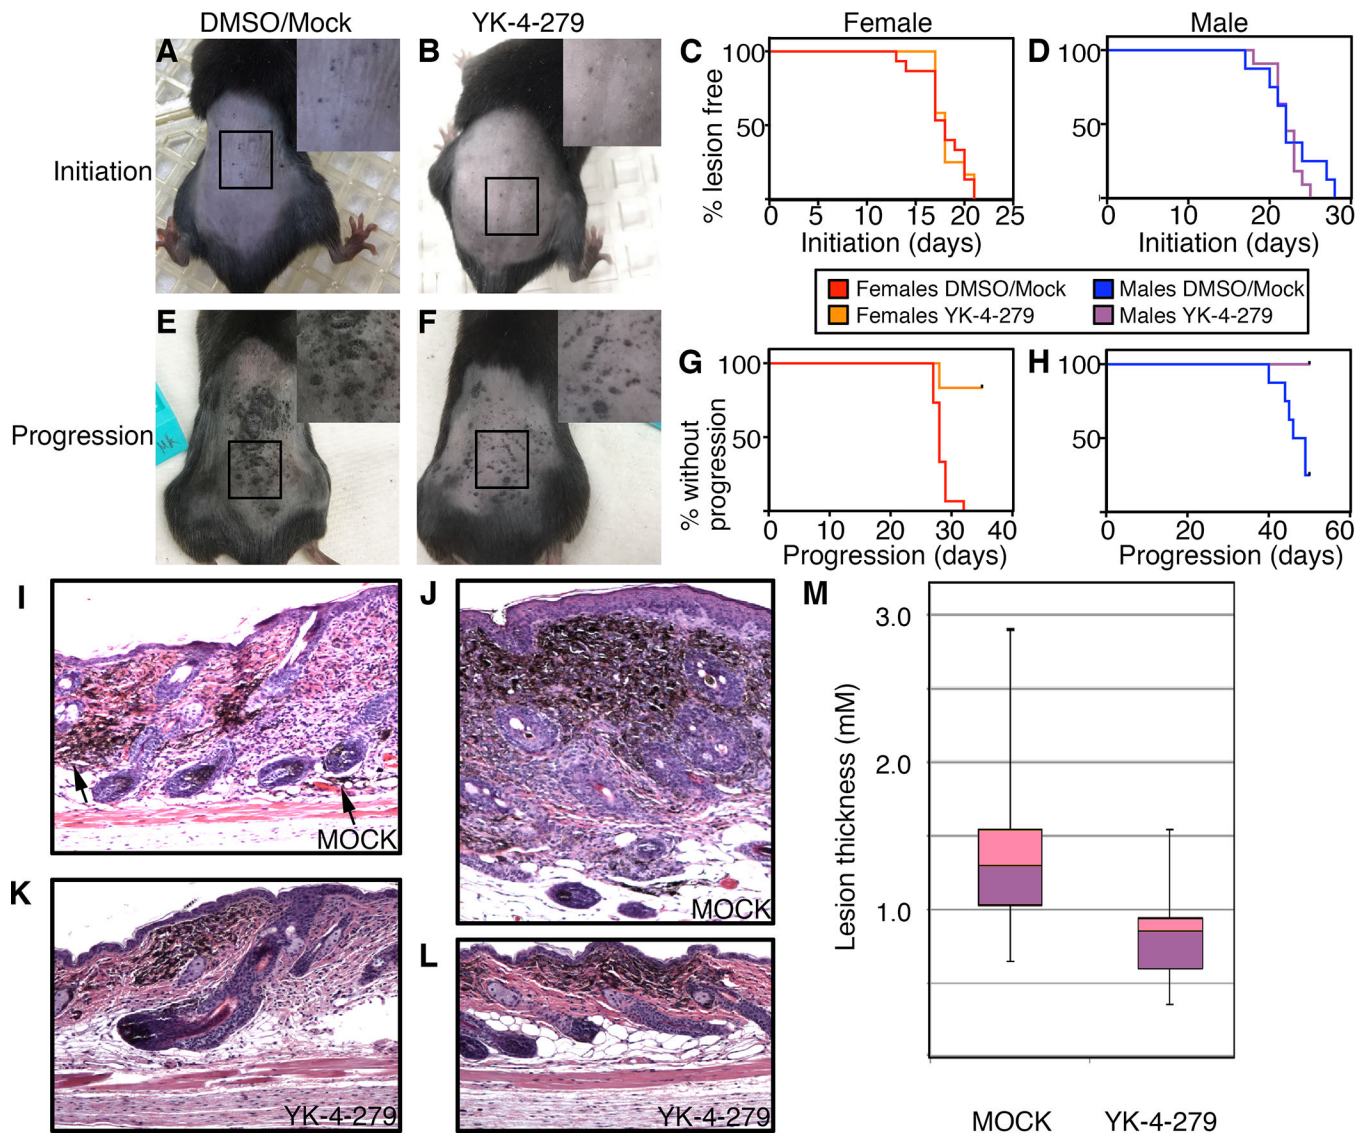 DMSO/Mock
YK-4-279
Female
Male
A
B
C
D
Initiation
% lesion free
100
50
0
5
10
15
20
25
Initiation (days)
100
50
0
10
20
30
Initiation (days)
Females DMSO/Mock
Males DMSO/Mock
Females YK-4-279
Males YK-4-279
E
F
G
H
Progression
% without
progression
100
50
0
10
20
30
40
Progression (days)
100
50
0
20
40
60
Progression (days)
I
MOCK
J
MOCK
K
YK-4-279
L
YK-4-279
M
Lesion thickness (mM)
3.0
2.0
1.0
MOCK
YK-4-279